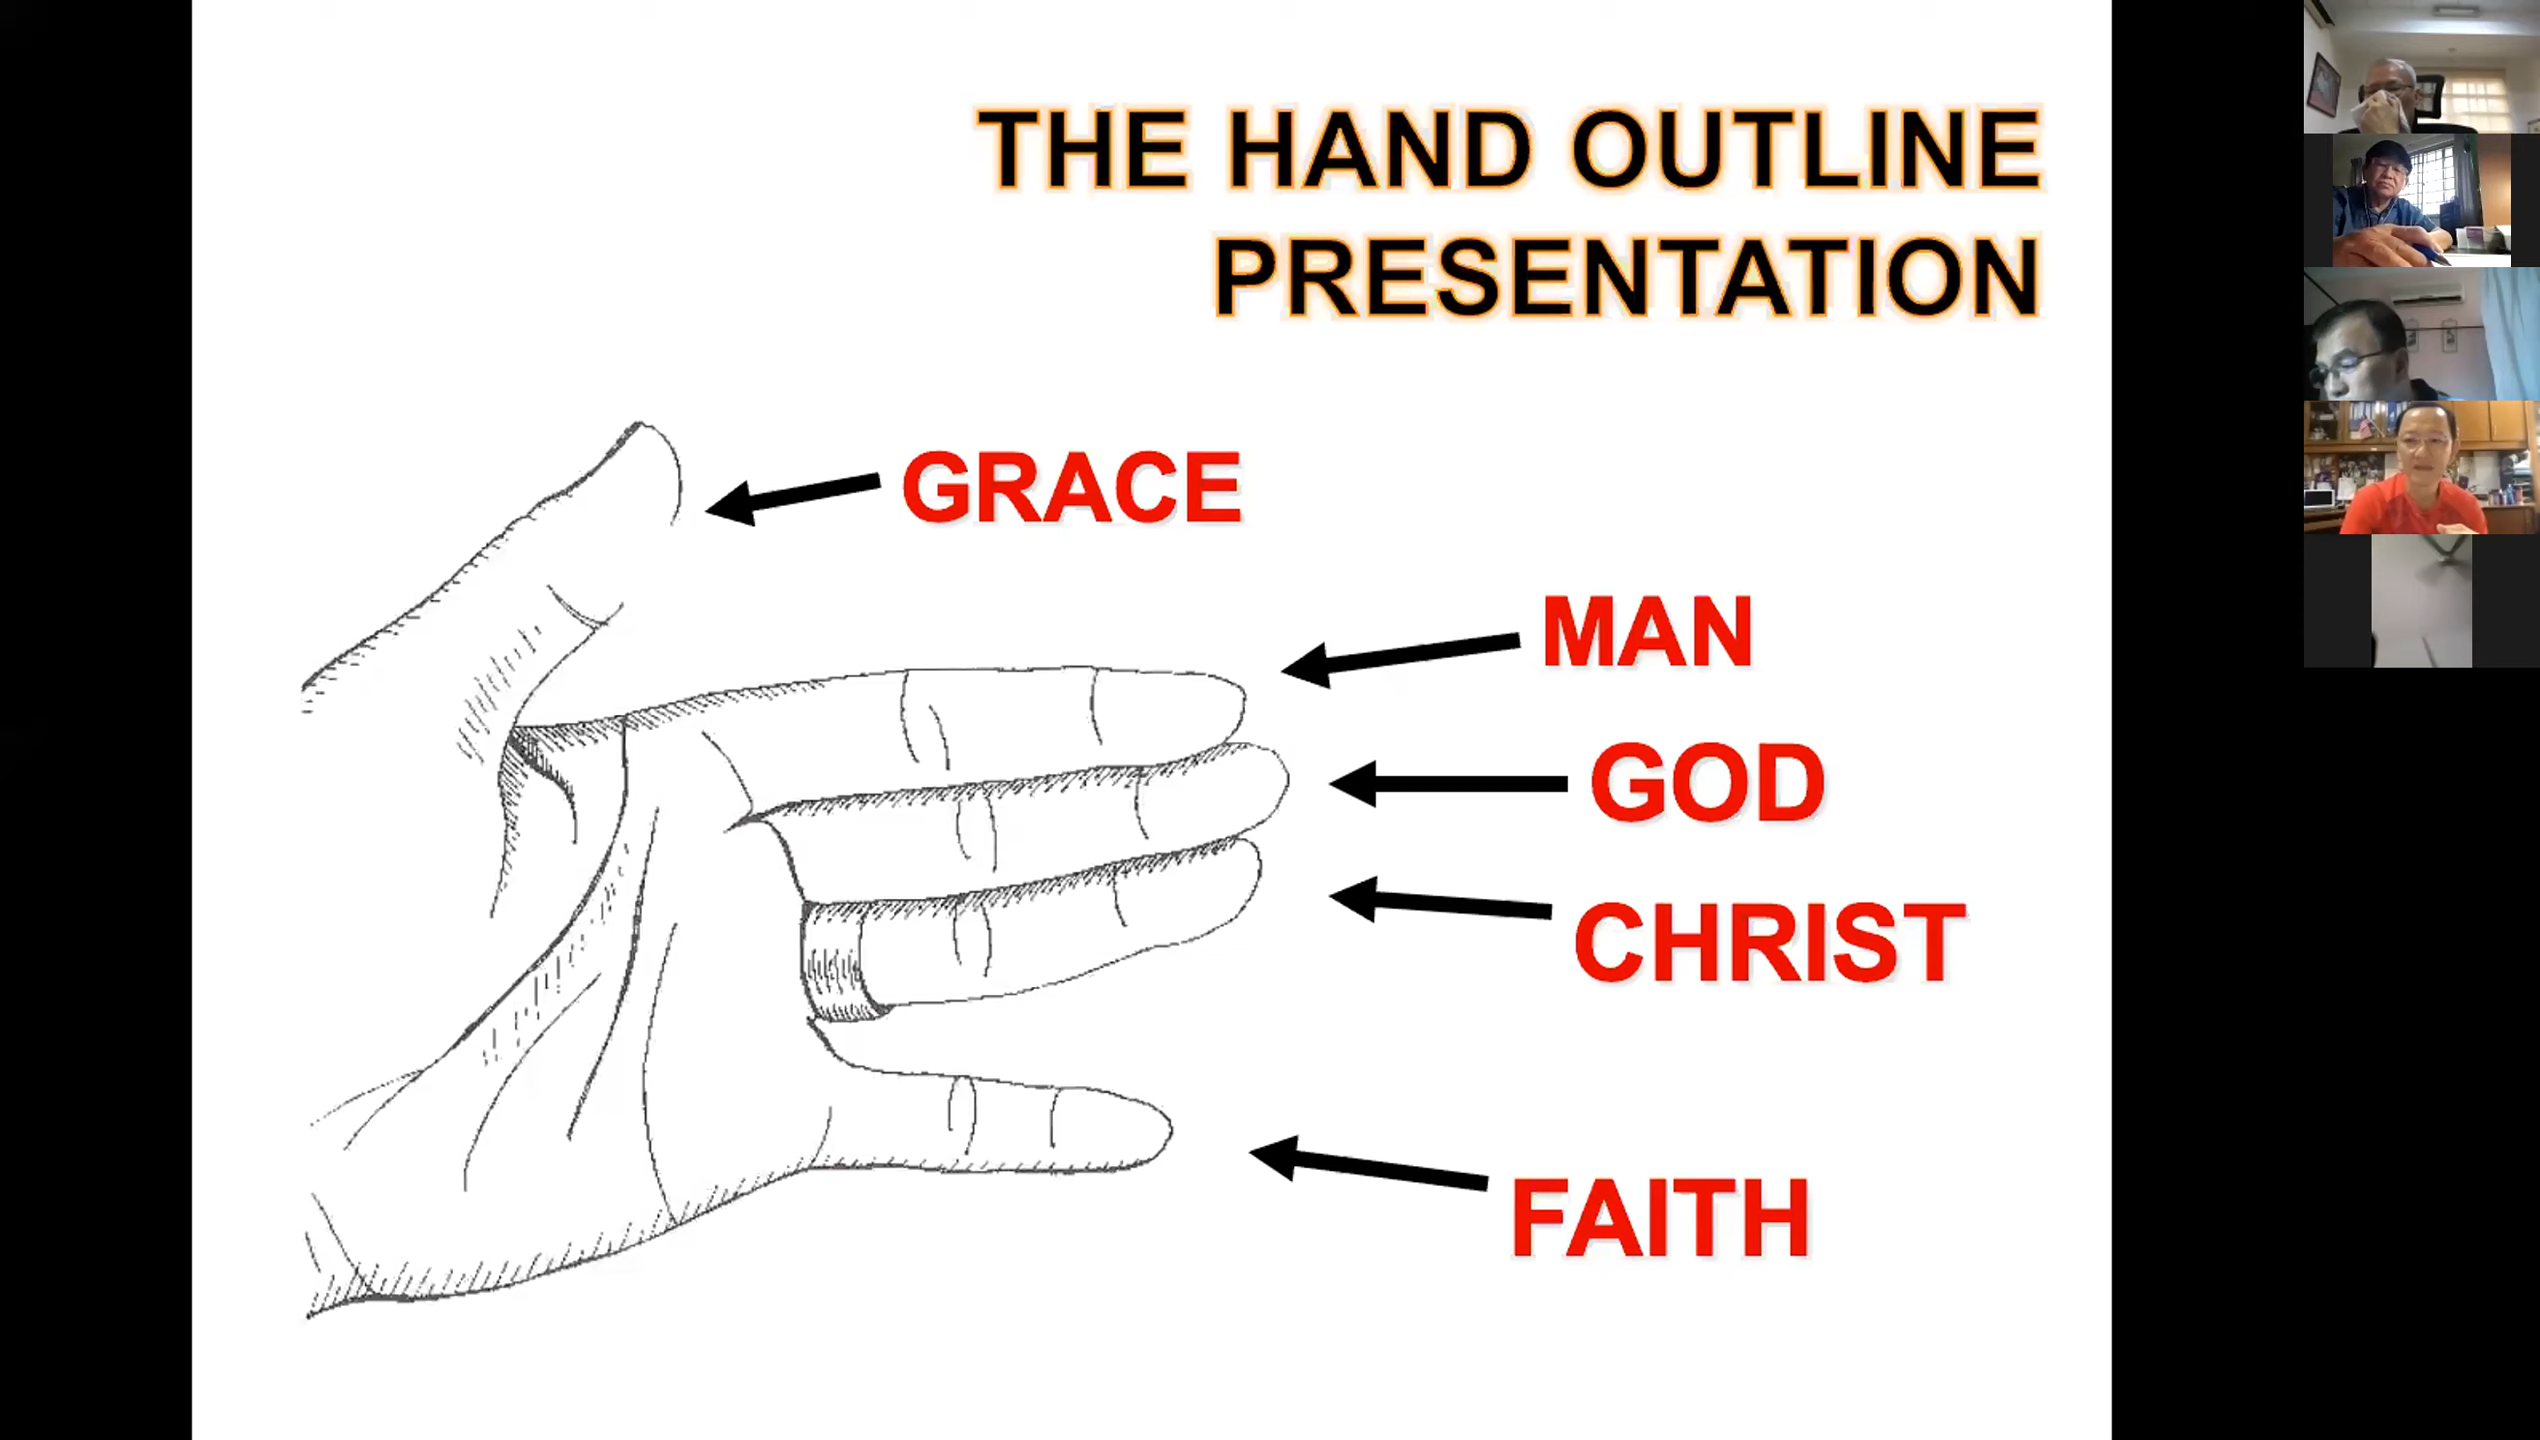 THE HAND OUTLINE
PRESENTATION
GRACE
MAN
GOD
CHRIST
FAITH